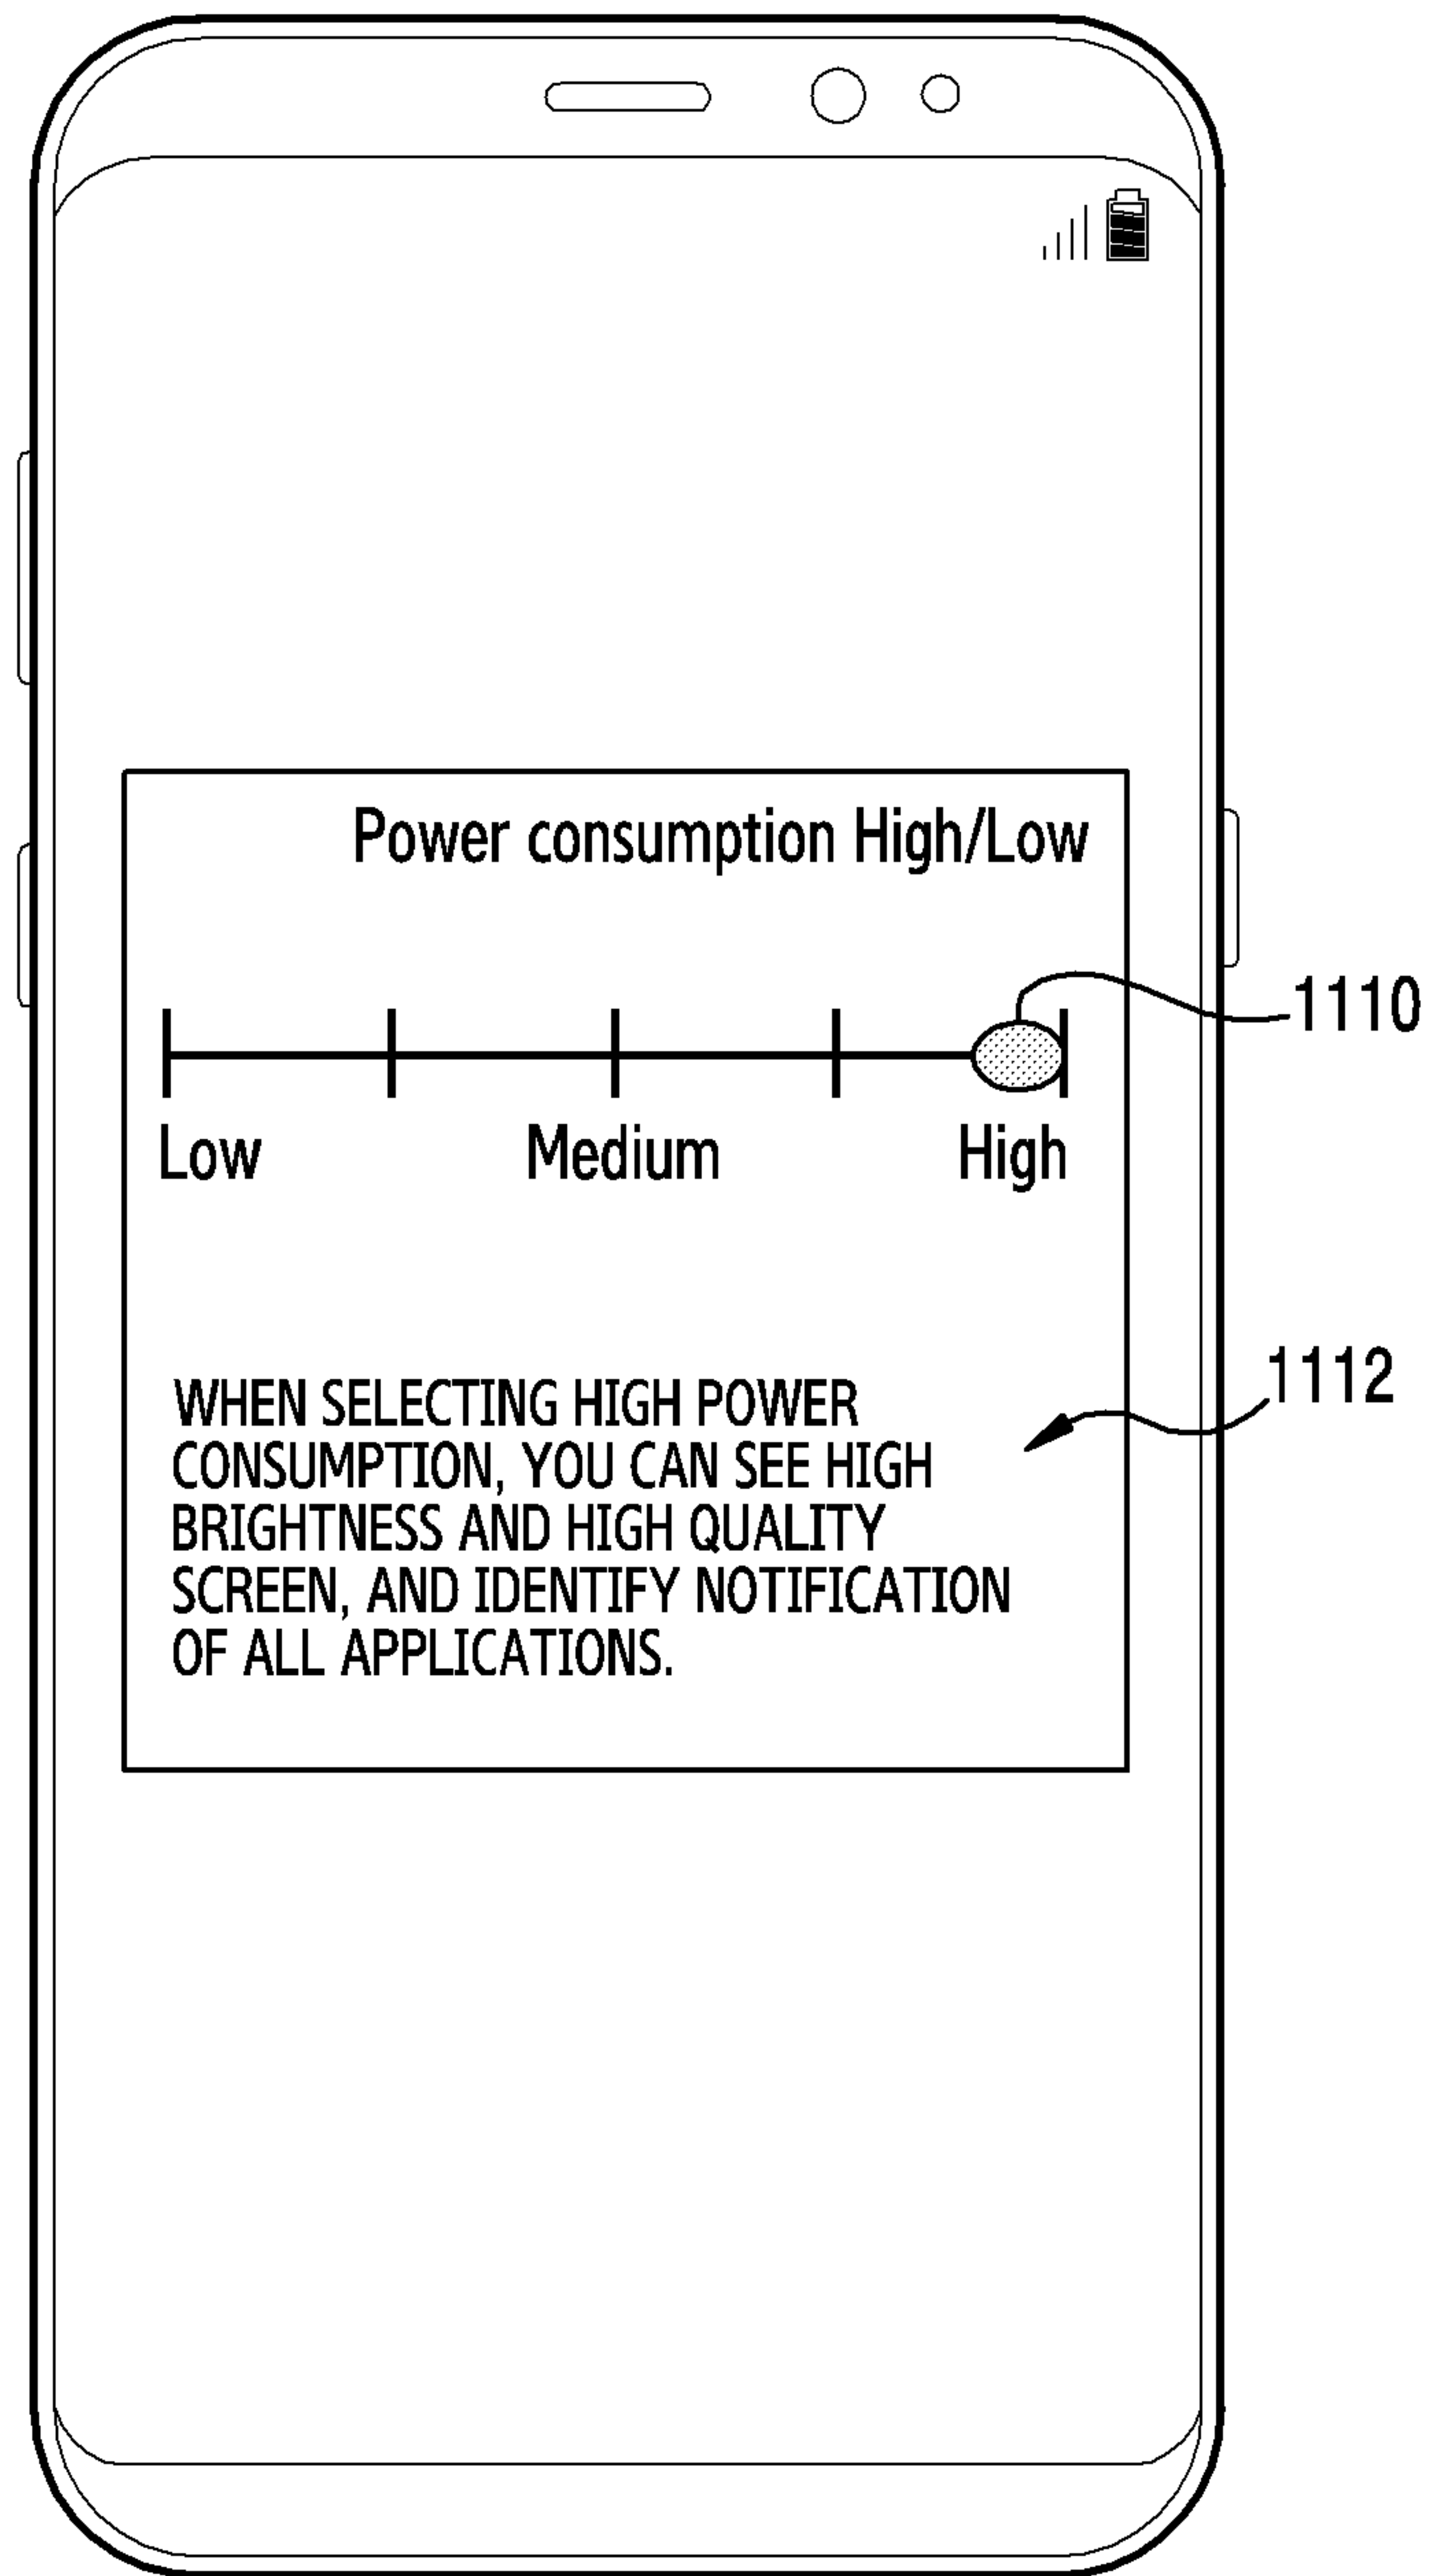 Power consumption High/Low
1110
Low Medium High
1112
WHEN SELECTING HIGH POWER
CONSUMPTION, YOU CAN SEE HIGH
BRIGHTNESS AND HIGH QUALITY
SCREEN, AND IDENTIFY NOTIFICATION
OF ALL APPLICATIONS.